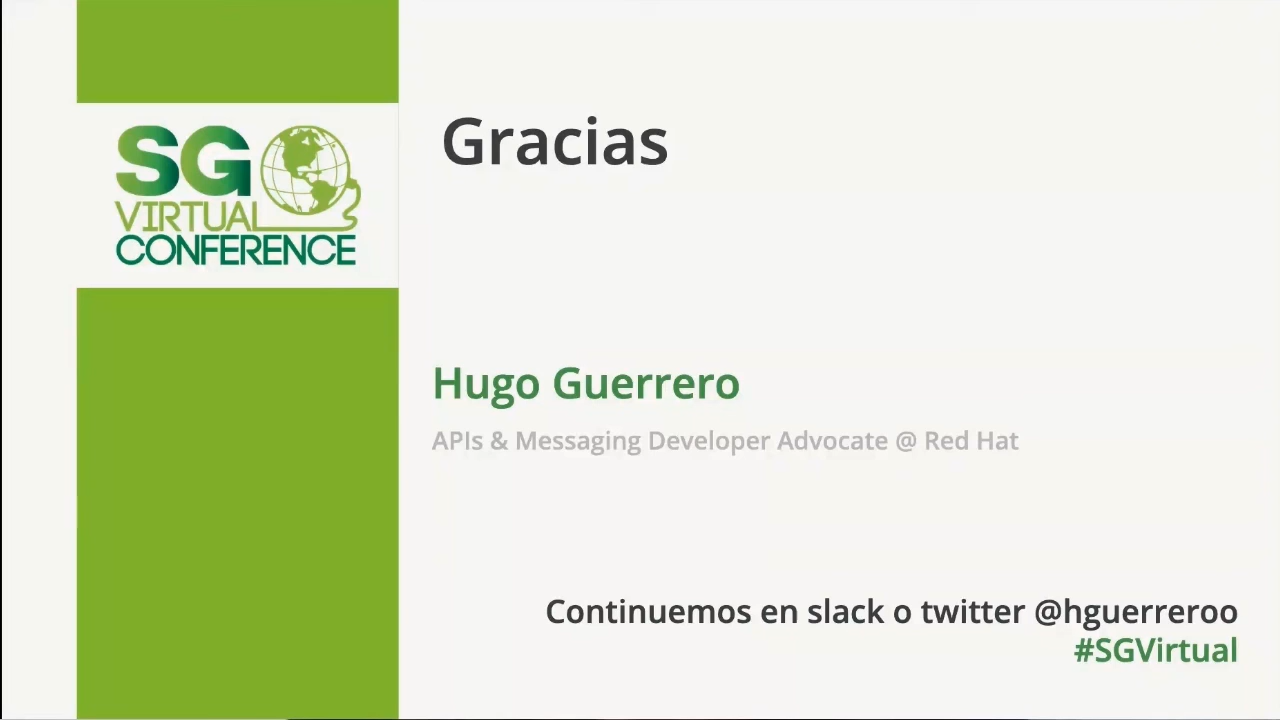 SG
VIRTUAL
CONFERENCE
Gracias
Hugo Guerrero
APIs & Messaging Developer Advocate @ Red Hat
Continuemos en slack o twitter @hguerreroo
#SGVirtual